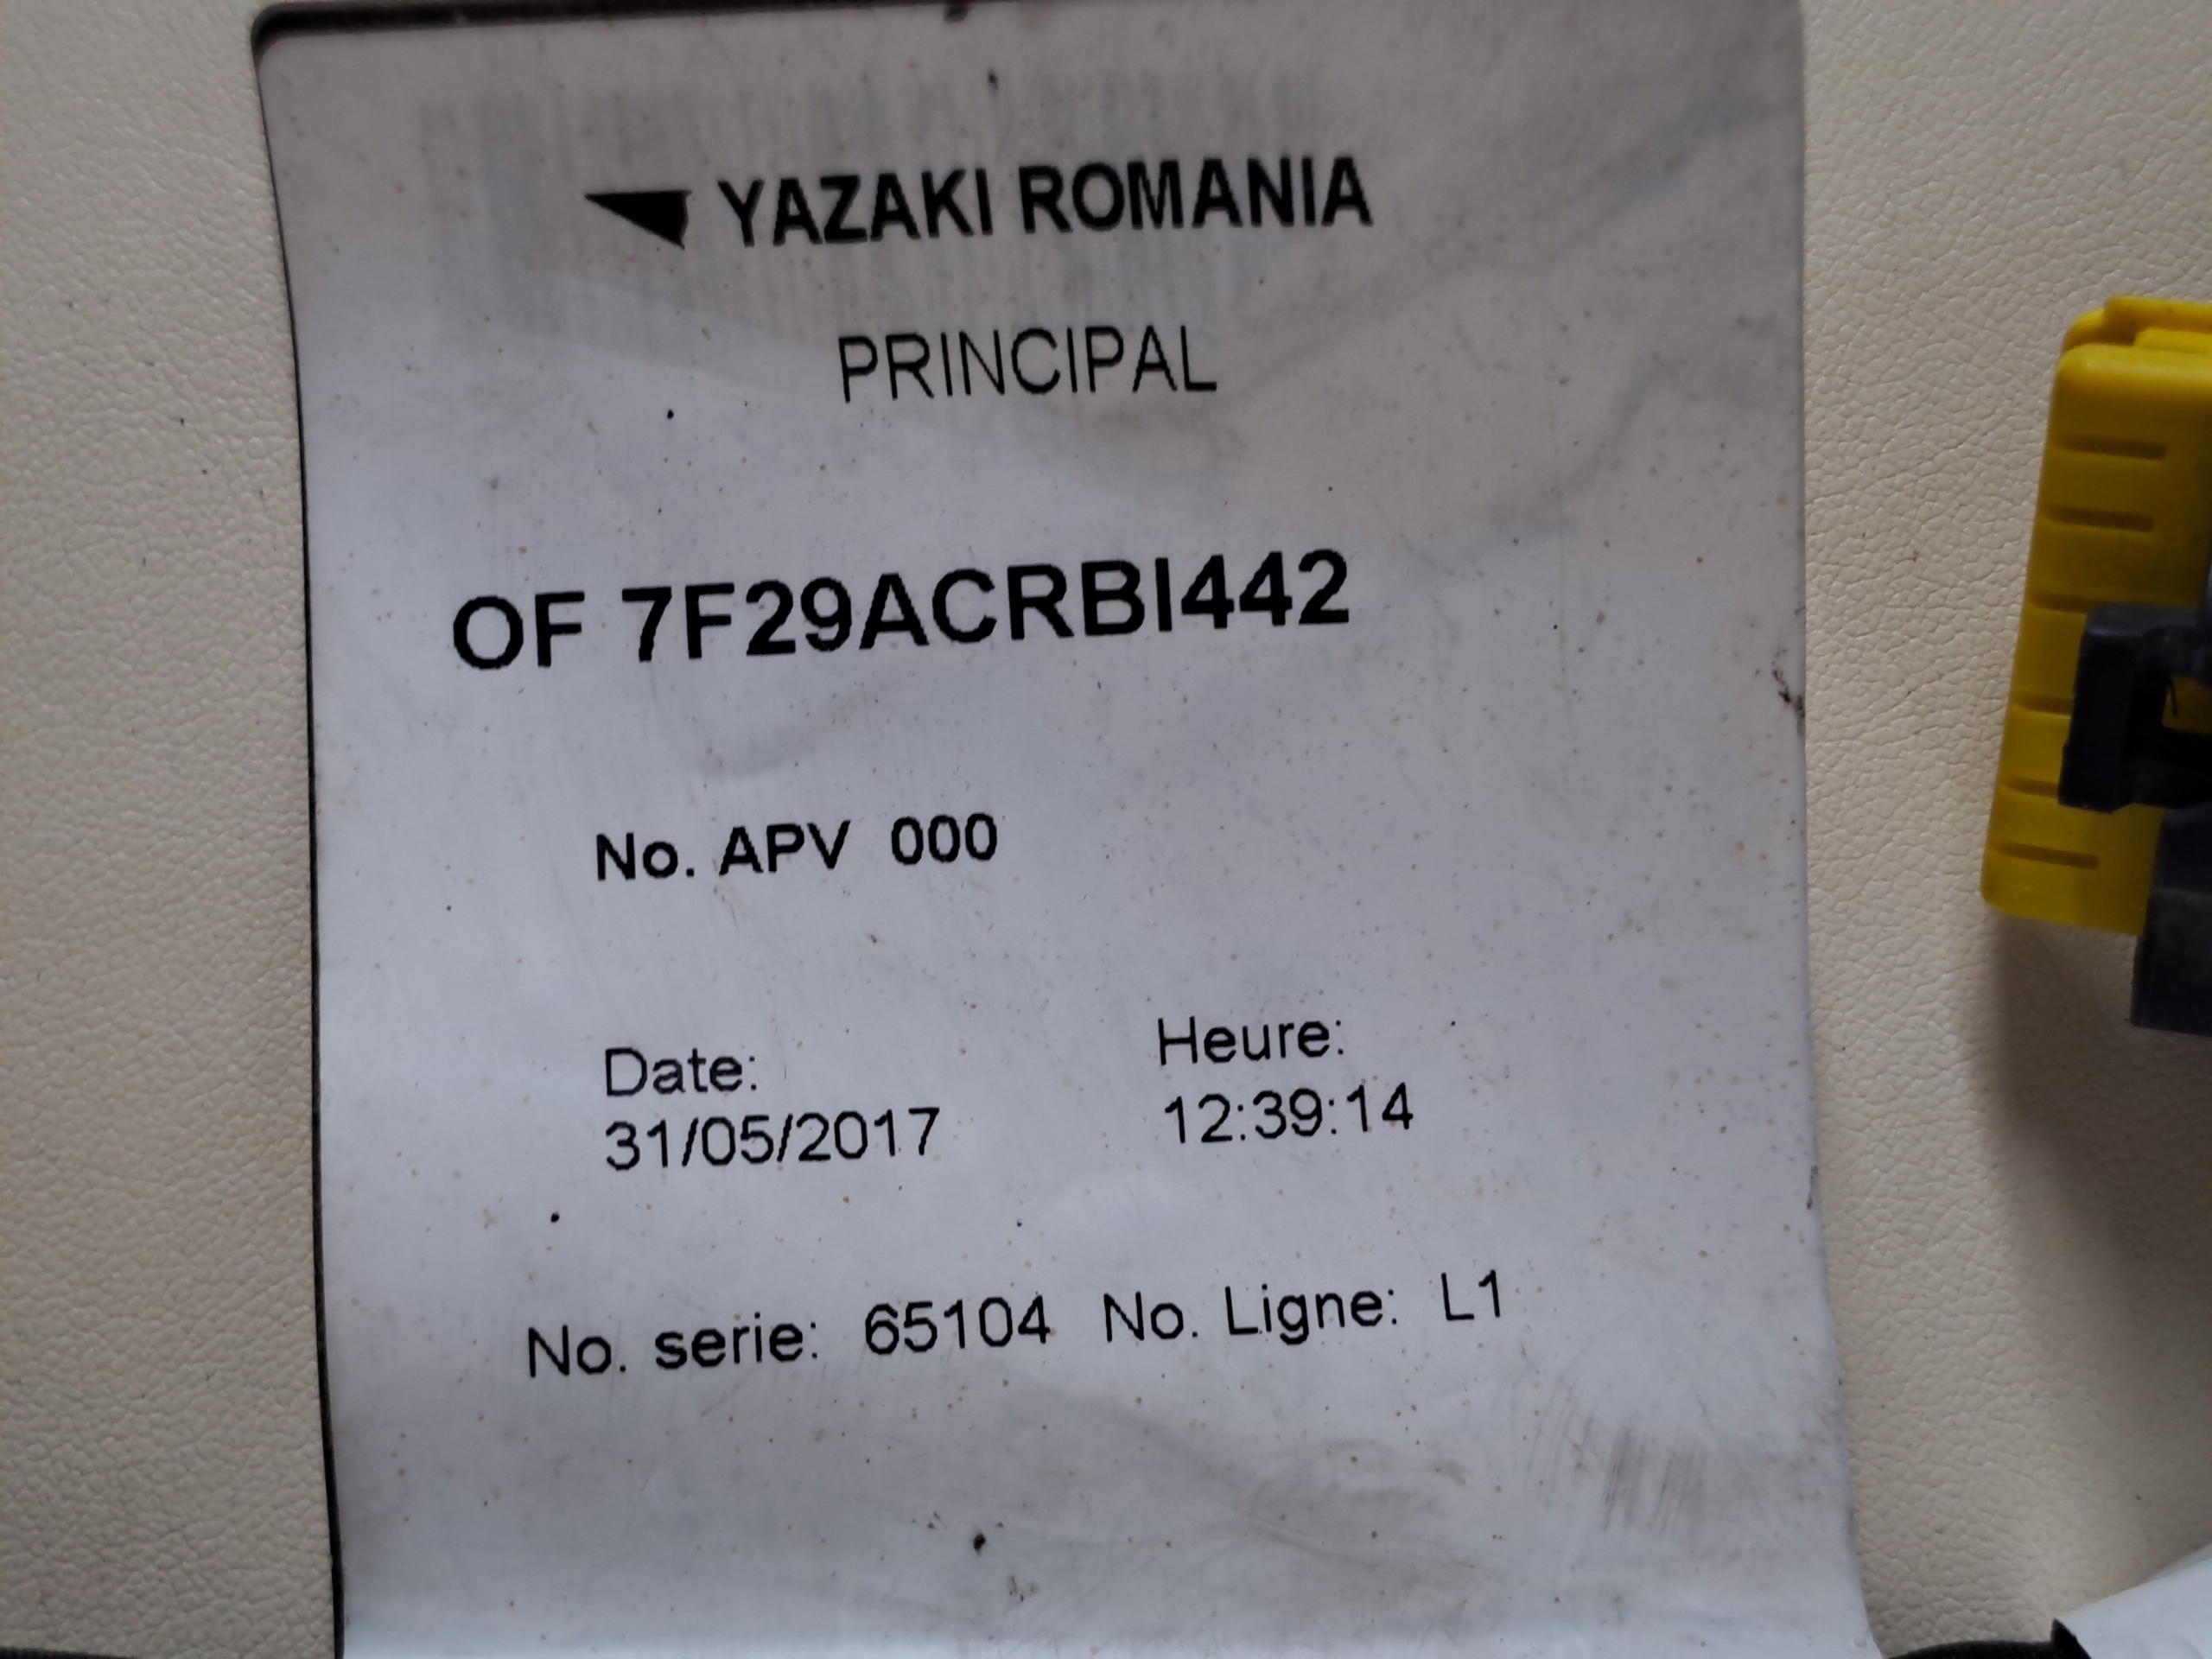 YAZAKI ROMANIA
PRINCIPAL
OF 7F29ACRBI442
No. APV 000
Date: Heure:
31/05/2017 12:39:14
No. serie: 65104 No. Ligne: L1